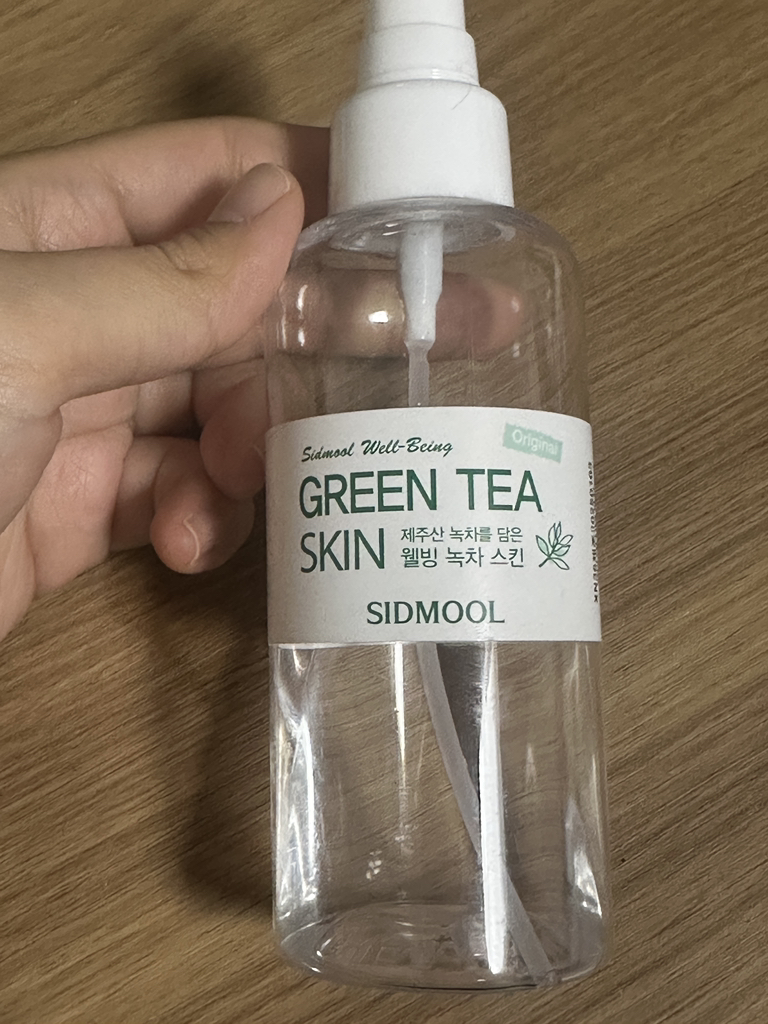 Sidmool Well-Being
Original
GREEN TEA
SKIN
제주산 녹차를 담은
웰빙 녹차 스킨
SIDMOOL